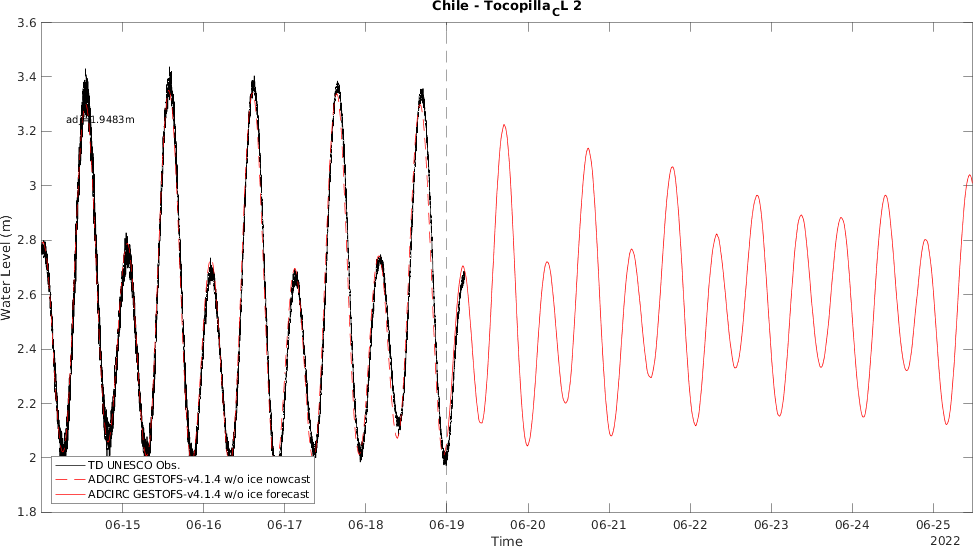 Chile - Tocopilla_CL 2
3.6
3.4
3.2
3
2.8
2.6
2.4
2.2
2
1.8
Water Level (m)
adj=1.9483m
TD UNESCO Obs.
ADCIRC GESTOFS-v4.1.4 w/o ice nowcast
ADCIRC GESTOFS-v4.1.4 w/o ice forecast
06-15 06-16 06-17 06-18 06-19 06-20 06-21 06-22 06-23 06-24 06-25
Time
2022